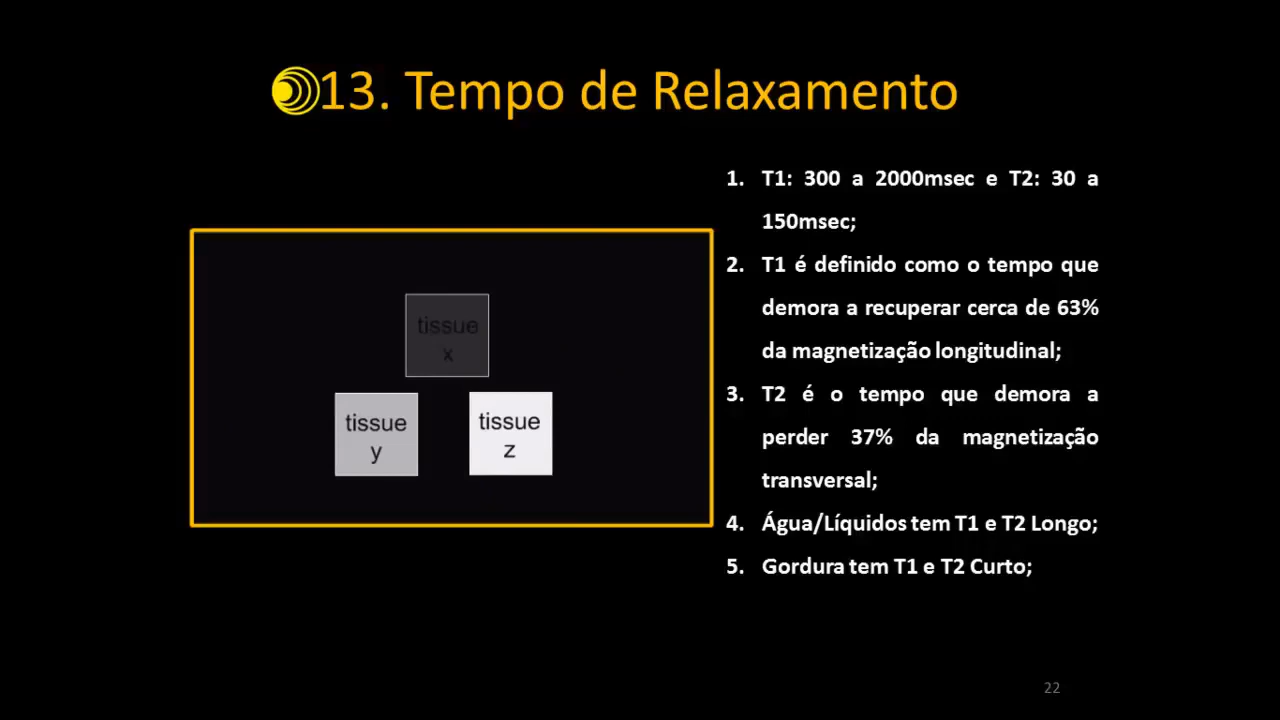 13. Tempo de Relaxamento
1. T1: 300 a 2000msec e T2: 30 a
150msec;
2. T1 é definido como o tempo que
demora a recuperar cerca de 63%
da magnetização longitudinal;
3. T2 é o tempo que demora a
perder 37% da magnetização
transversal;
4. Água/Líquidos tem T1 e T2 Longo;
5. Gordura tem T1 e T2 Curto;
tissue
x
tissue
y
tissue
z
22